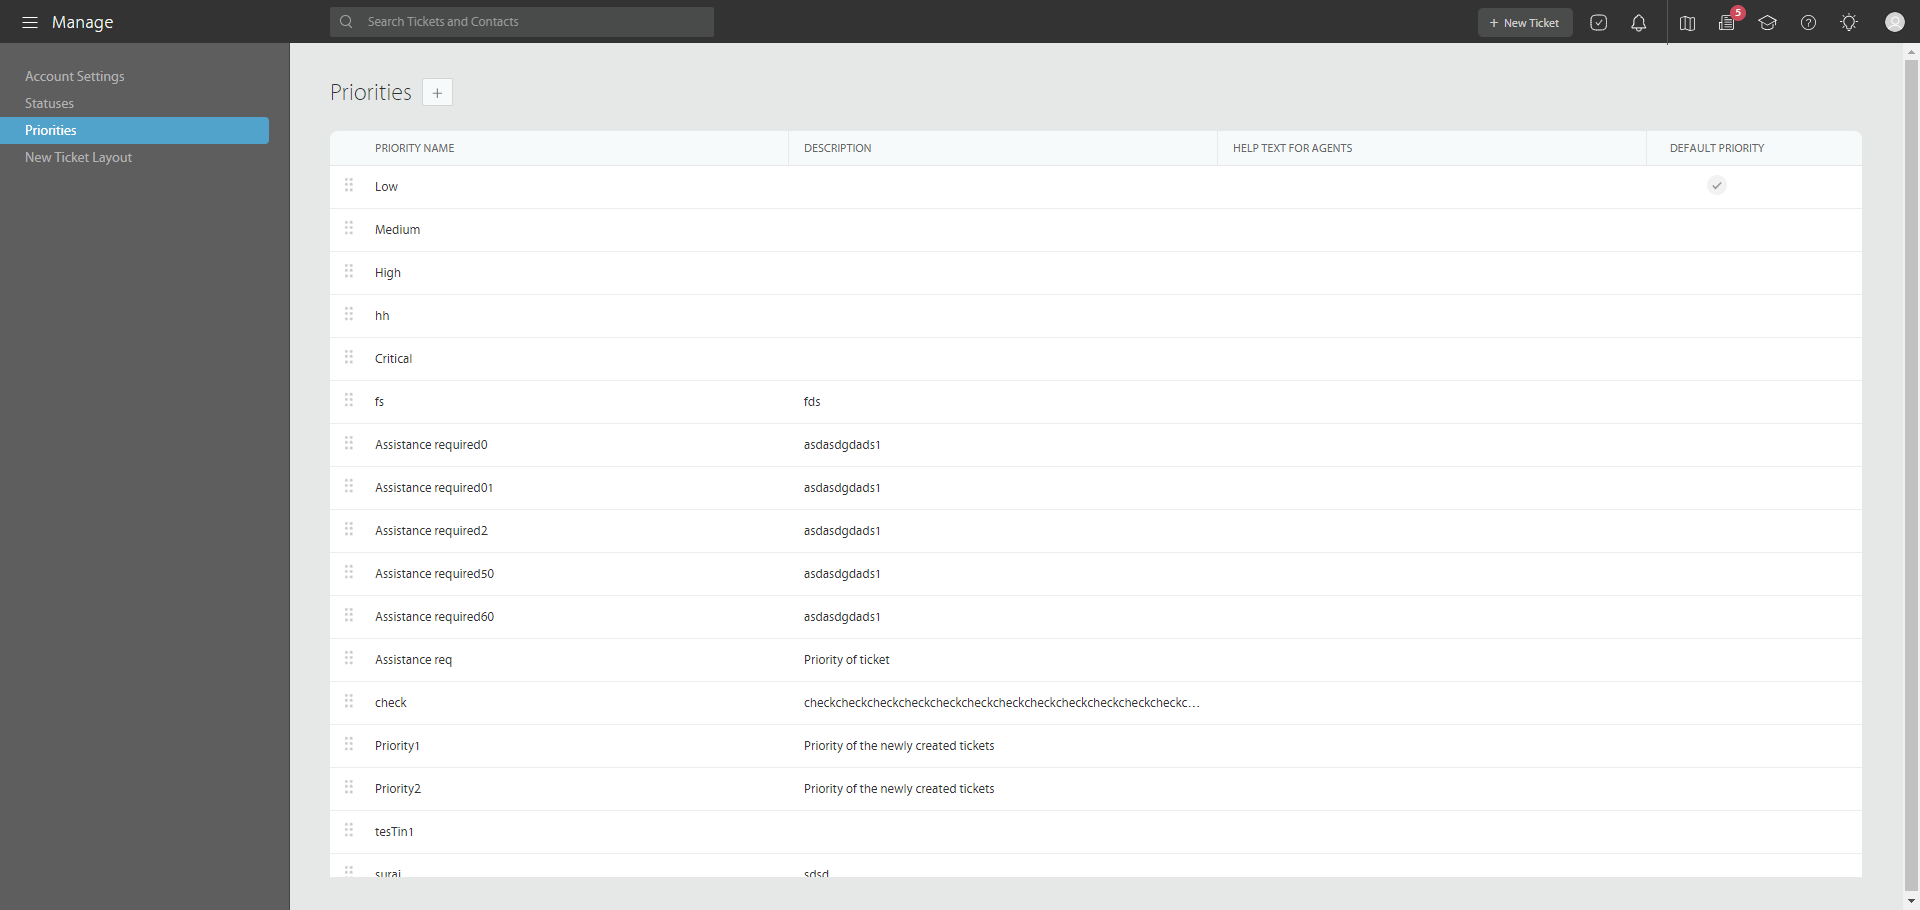 Manage
Search Tickets and Contacts
+ New Ticket
5
Account Settings
Statuses
Priorities
New Ticket Layout
Priorities +
PRIORITY NAME DESCRIPTION HELP TEXT FOR AGENTS DEFAULT PRIORITY
Low
Medium
High
hh
Critical
fs fds
Assistance required0 asdasdgdads1
Assistance required01 asdasdgdads1
Assistance required2 asdasdgdads1
Assistance required50 asdasdgdads1
Assistance required60 asdasdgdads1
Assistance req Priority of ticket
check checkcheckcheckcheckcheckcheckcheckcheckcheckcheckcheckcheckc...
Priority1 Priority of the newly created tickets
Priority2 Priority of the newly created tickets
tesTin1
suraj sdsd